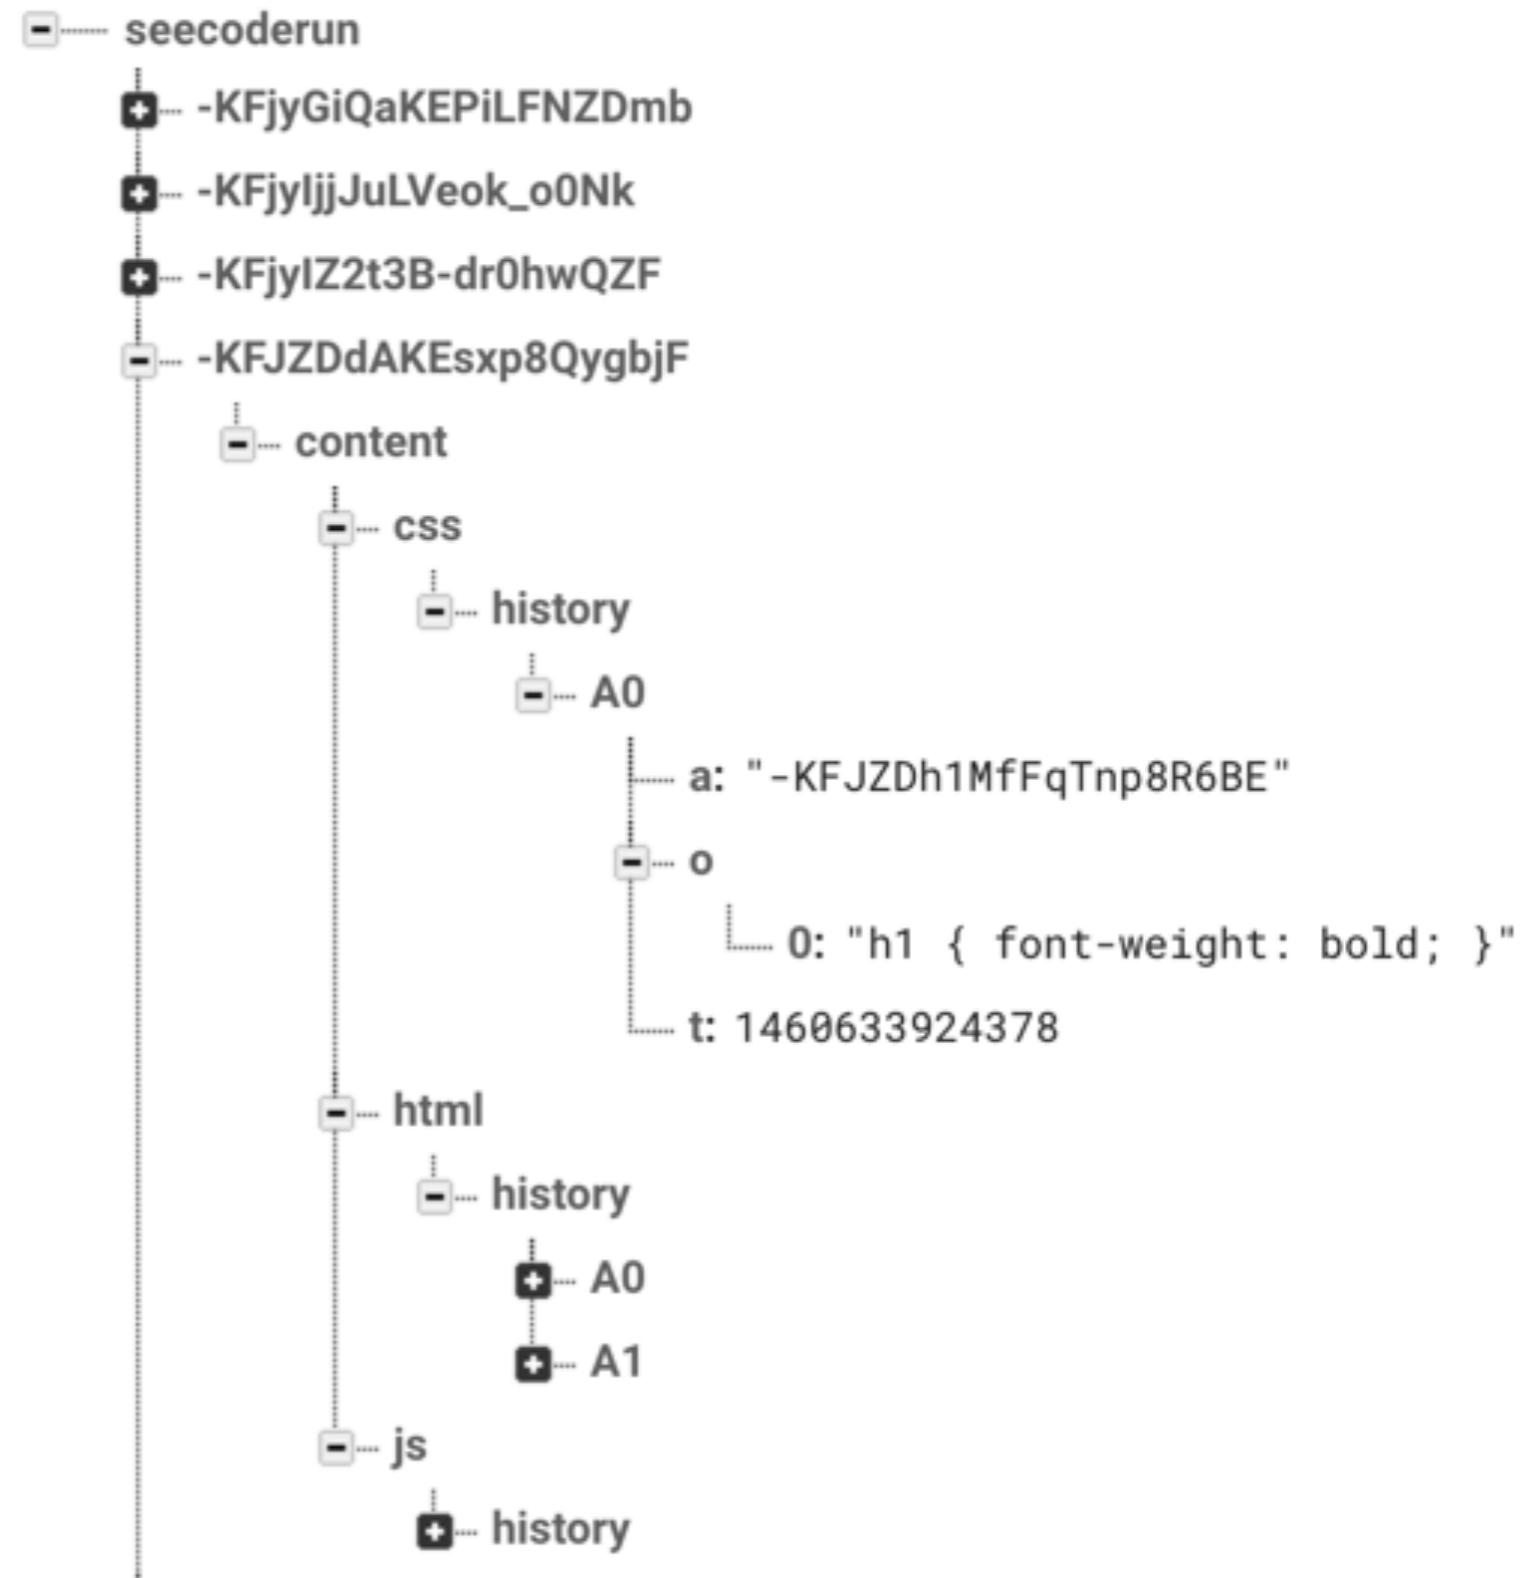 seecoderun
-KFjyGiQaKEPiLFNZDmb
-KFjyIjjJuLVeok_o0Nk
-KFjyIZ2t3B-dr0hwQZF
-KFJZDdAKEsxp8QygbjF
content
css
history
A0
a: "-KFJZDh1MfFqTnp8R6BE"
o
0: "h1 { font-weight: bold; }"
t: 1460633924378
html
history
A0
A1
js
history